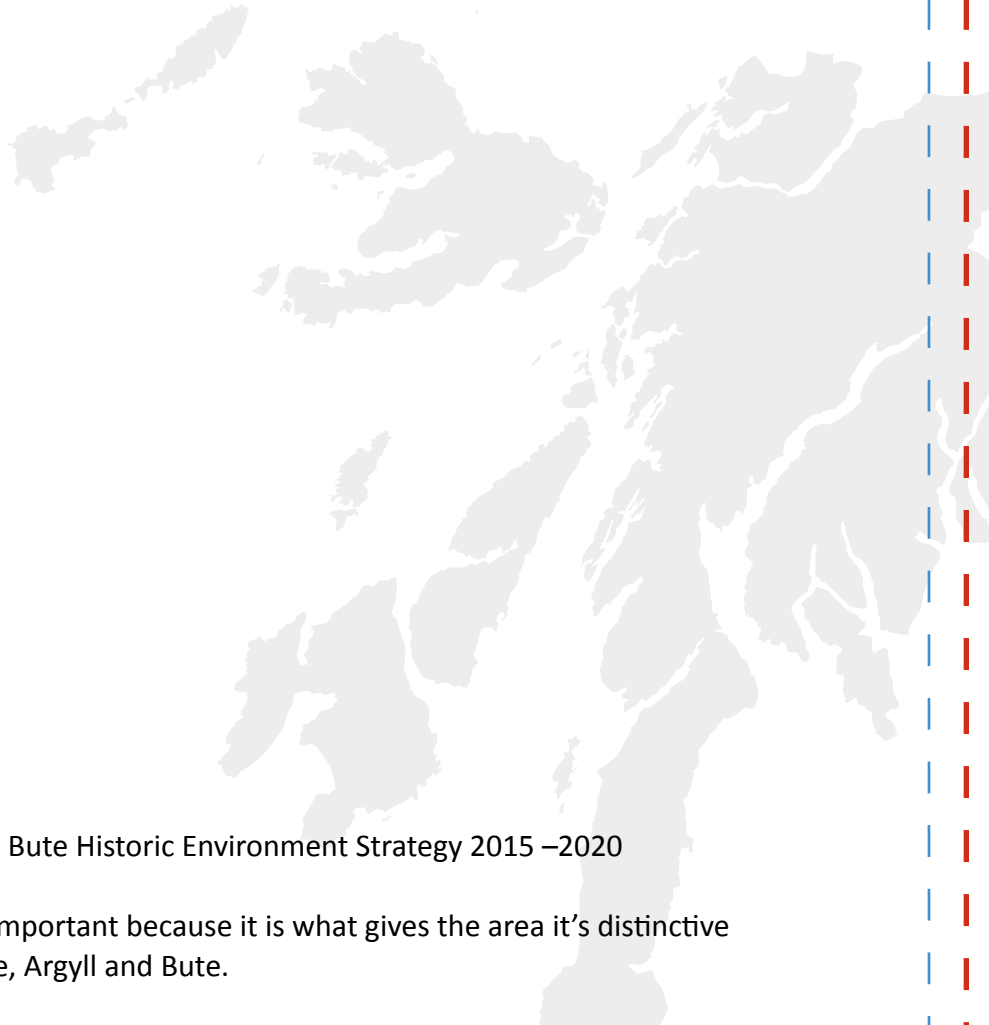 Bute Historic Environment Strategy 2015 –2020
mportant because it is what gives the area it’s distinctive
e, Argyll and Bute.